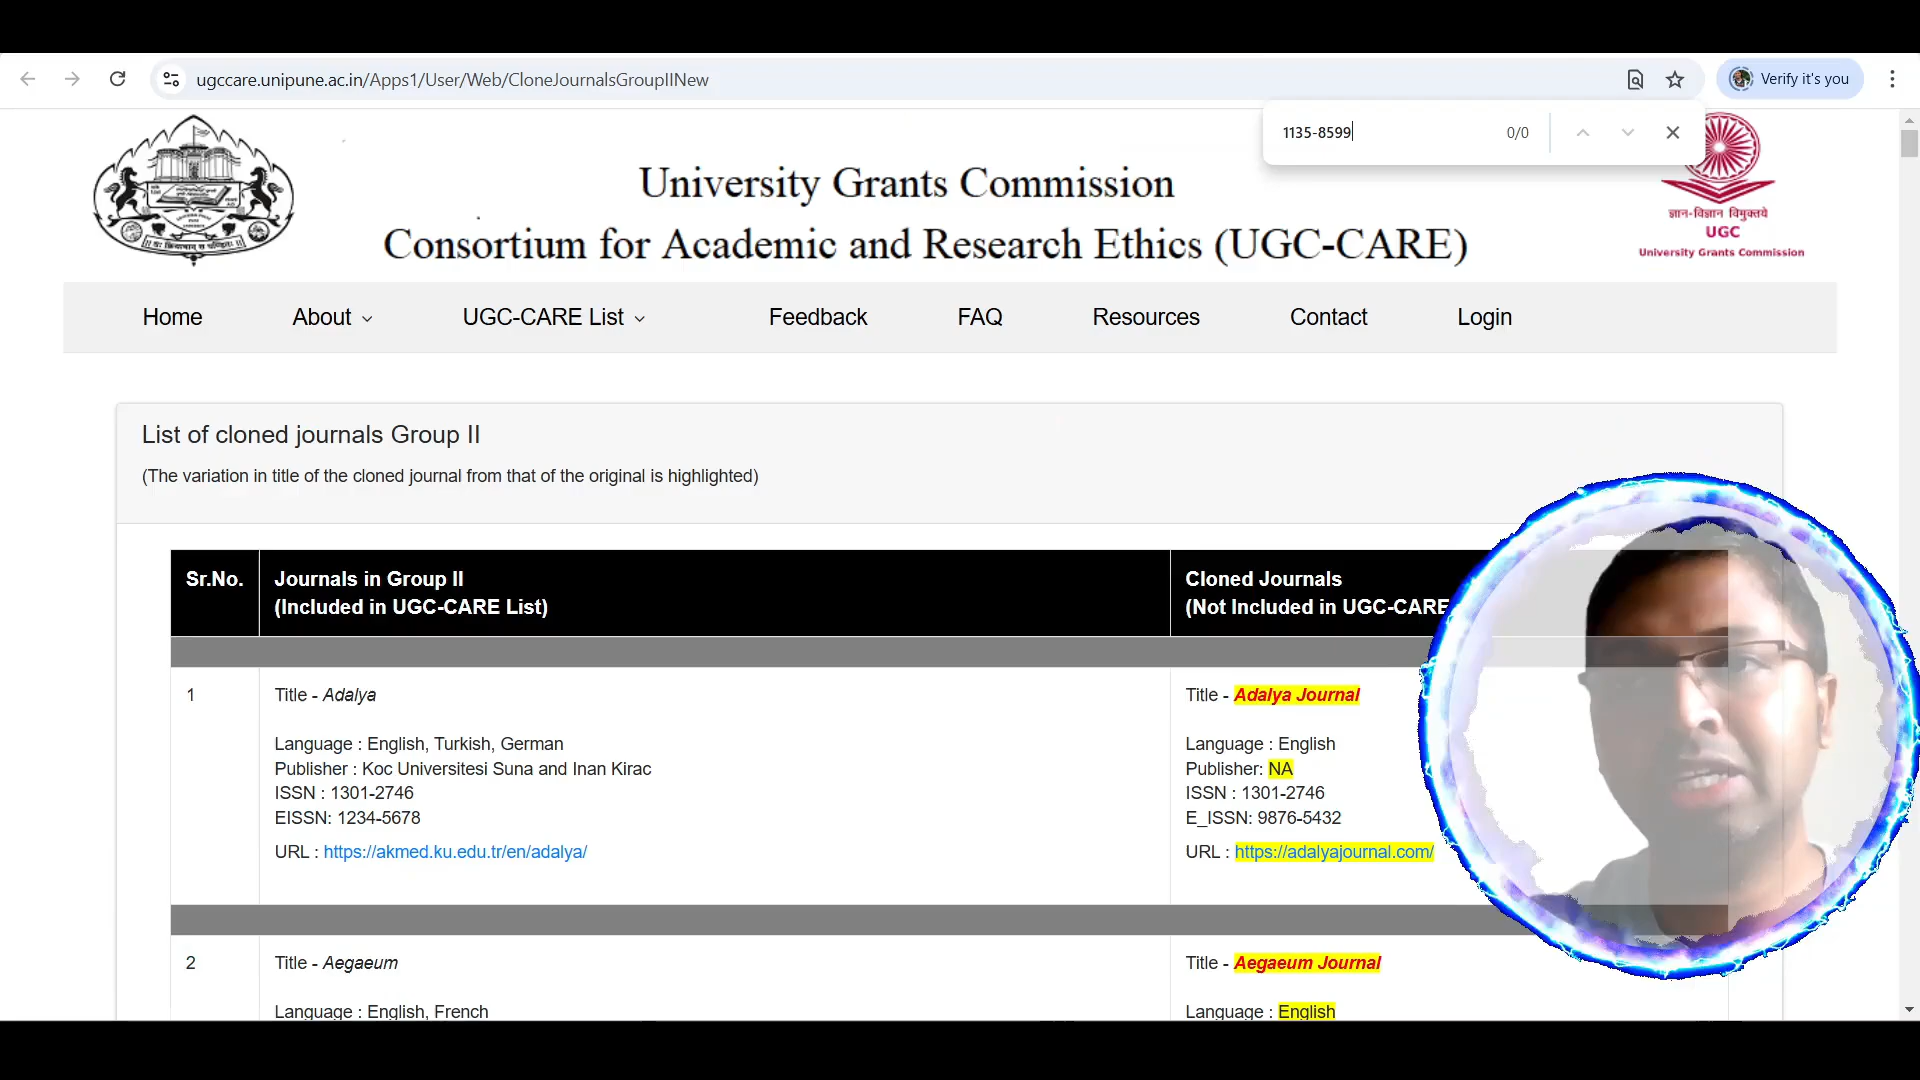 ugccare.unipune.ac.in/Apps1/User/Web/CloneJournalsGroupIINew
Verify it's you
1135-8599
0/0
University Grants Commission
Consortium for Academic and Research Ethics (UGC-CARE)
ज्ञान-विज्ञान विमुक्तये
UGC
University Grants Commission
Home
About
UGC-CARE List
Feedback
FAQ
Resources
Contact
Login
List of cloned journals Group II
(The variation in title of the cloned journal from that of the original is highlighted)
Sr.No.
Journals in Group II
(Included in UGC-CARE List)
Cloned Journals
(Not Included in UGC-CARE
1
Title - Adalya
Language : English, Turkish, German
Publisher : Koc Universitesi Suna and Inan Kirac
ISSN : 1301-2746
EISSN: 1234-5678
URL : https://akmed.ku.edu.tr/en/adalya/
Title - Adalya Journal
Language : English
Publisher: NA
ISSN : 1301-2746
E_ISSN: 9876-5432
URL : https://adalyajournal.com/
2
Title - Aegaeum
Language : English, French
Title - Aegaeum Journal
Language : English